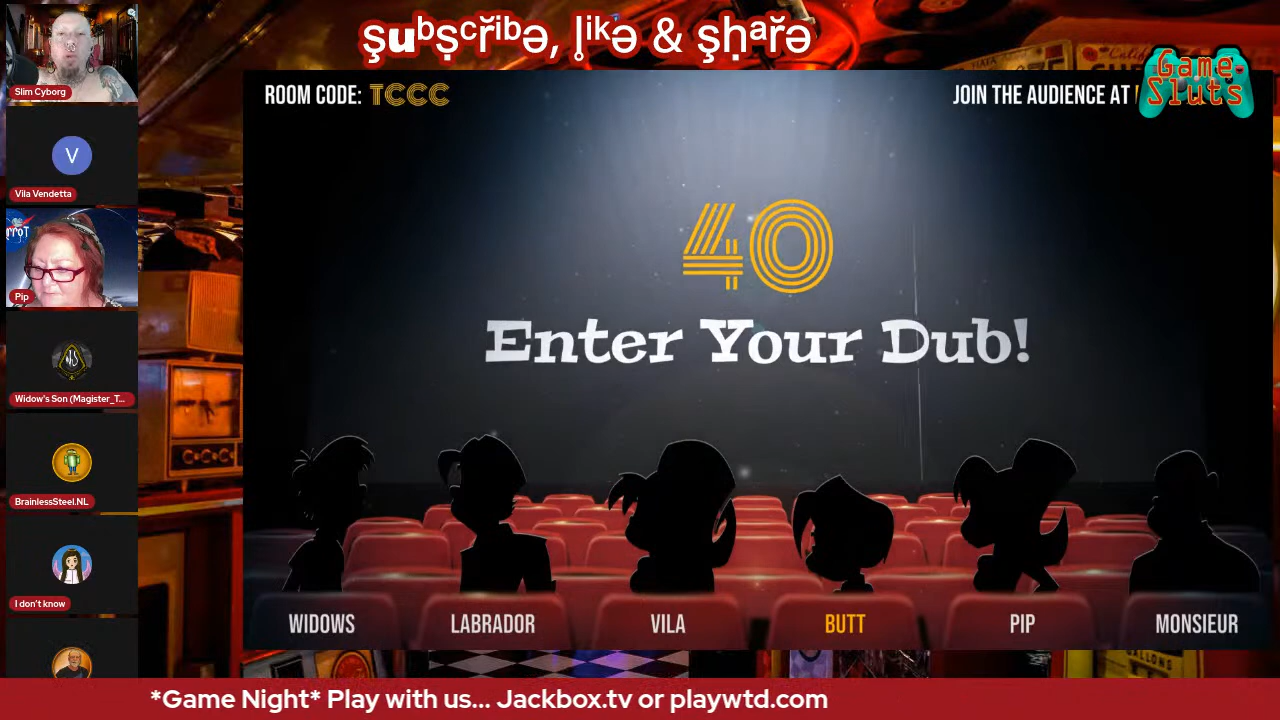 şuᵇşᶜřⁱᵇə, ļⁱᵏə & şḥᵃřə
Game
Sluts
ROOM CODE: TCCC
JOIN THE AUDIENCE AT
40
Enter Your Dub!
WIDOWS
LABRADOR
VILA
BUTT
PIP
MONSIEUR
Slim Cyborg
V
Vila Vendetta
Pip
Widow's Son (Magister_T...
BrainlessSteel.NL
I don't know
*Game Night* Play with us... Jackbox.tv or playwtd.com